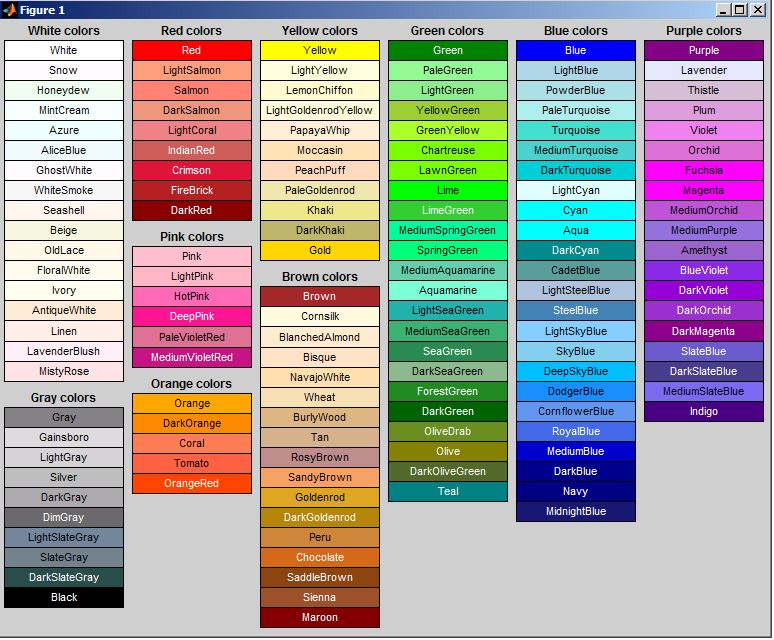 Figure 1
White colors
White
Snow
Honeydew
MintCream
Azure
AliceBlue
GhostWhite
WhiteSmoke
Seashell
Beige
OldLace
FloralWhite
Ivory
AntiqueWhite
Linen
LavenderBlush
MistyRose
Gray colors
Gray
Gainsboro
LightGray
Silver
DarkGray
DimGray
LightSlateGray
SlateGray
DarkSlateGray
Black
Red colors
Red
LightSalmon
Salmon
DarkSalmon
LightCoral
IndianRed
Crimson
FireBrick
DarkRed
Pink colors
Pink
LightPink
HotPink
DeepPink
PaleVioletRed
MediumVioletRed
Orange colors
Orange
DarkOrange
Coral
Tomato
OrangeRed
Yellow colors
Yellow
LightYellow
LemonChiffon
LightGoldenrodYellow
PapayaWhip
Moccasin
PeachPuff
PaleGoldenrod
Khaki
DarkKhaki
Gold
Brown colors
Brown
Cornsilk
BlanchedAlmond
Bisque
NavajoWhite
Wheat
BurlyWood
Tan
RosyBrown
SandyBrown
Goldenrod
DarkGoldenrod
Peru
Chocolate
SaddleBrown
Sienna
Maroon
Green colors
Green
PaleGreen
LightGreen
YellowGreen
GreenYellow
Chartreuse
LawnGreen
Lime
LimeGreen
MediumSpringGreen
SpringGreen
MediumAquamarine
Aquamarine
LightSeaGreen
MediumSeaGreen
SeaGreen
DarkSeaGreen
ForestGreen
DarkGreen
OliveDrab
Olive
DarkOliveGreen
Teal
Blue colors
Blue
LightBlue
PowderBlue
PaleTurquoise
Turquoise
MediumTurquoise
DarkTurquoise
LightCyan
Cyan
Aqua
DarkCyan
CadetBlue
LightSteelBlue
SteelBlue
LightSkyBlue
SkyBlue
DeepSkyBlue
DodgerBlue
CornflowerBlue
RoyalBlue
MediumBlue
DarkBlue
Navy
MidnightBlue
Purple colors
Purple
Lavender
Thistle
Plum
Violet
Orchid
Fuchsia
Magenta
MediumOrchid
MediumPurple
Amethyst
BlueViolet
DarkViolet
DarkOrchid
DarkMagenta
SlateBlue
DarkSlateBlue
MediumSlateBlue
Indigo